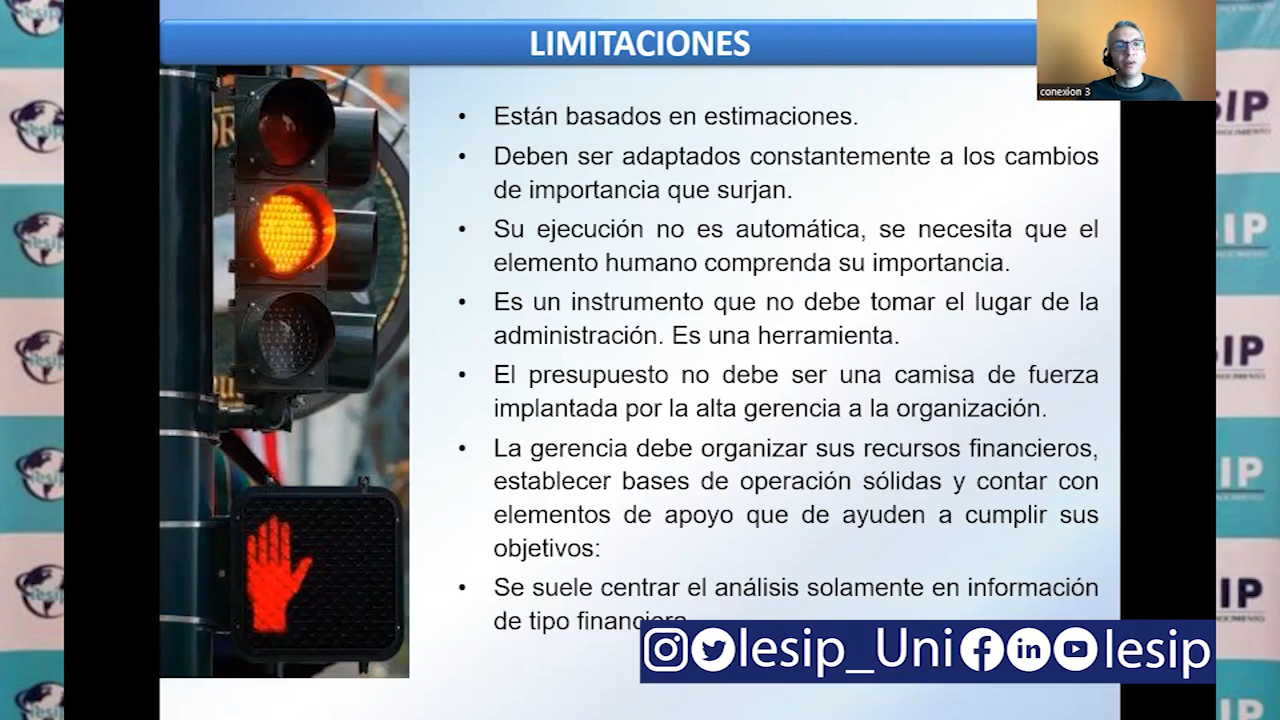 LIMITACIONES
conexion 3
• Están basados en estimaciones.
• Deben ser adaptados constantemente a los cambios
de importancia que surjan.
• Su ejecución no es automática, se necesita que el
elemento humano comprenda su importancia.
• Es un instrumento que no debe tomar el lugar de la
administración. Es una herramienta.
• El presupuesto no debe ser una camisa de fuerza
implantada por la alta gerencia a la organización.
• La gerencia debe organizar sus recursos financieros,
establecer bases de operación sólidas y contar con
elementos de apoyo que de ayuden a cumplir sus
objetivos:
• Se suele centrar el análisis solamente en información
de tipo financiera
Iesip_Uni
Iesip